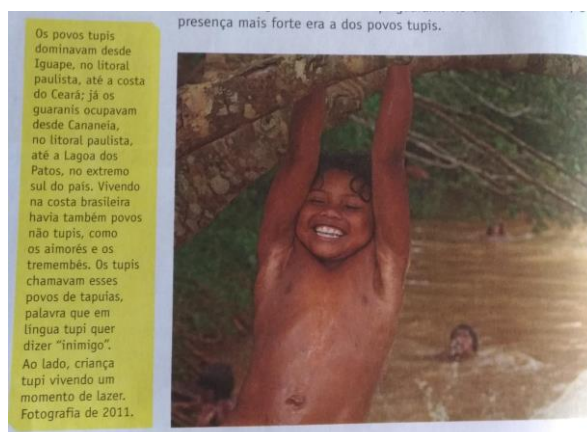 presença mais forte era a dos povos tupis.
Os povos tupis
dominavam desde
Iguape, no litoral
paulista, até a costa
do Ceará; já os
guaranis ocupavam
desde Cananeia,
no litoral paulista,
até a Lagoa dos
Patos, no extremo
sul do país. Vivendo
na costa brasileira
havia também povos
não tupis, como
os aimorés e os
tremembés. Os tupis
chamavam esses
povos de tapuias,
palavra que em
língua tupi quer
dizer "inimigo".
Ao lado, criança
tupi vivendo um
momento de lazer.
Fotografia de 2011.